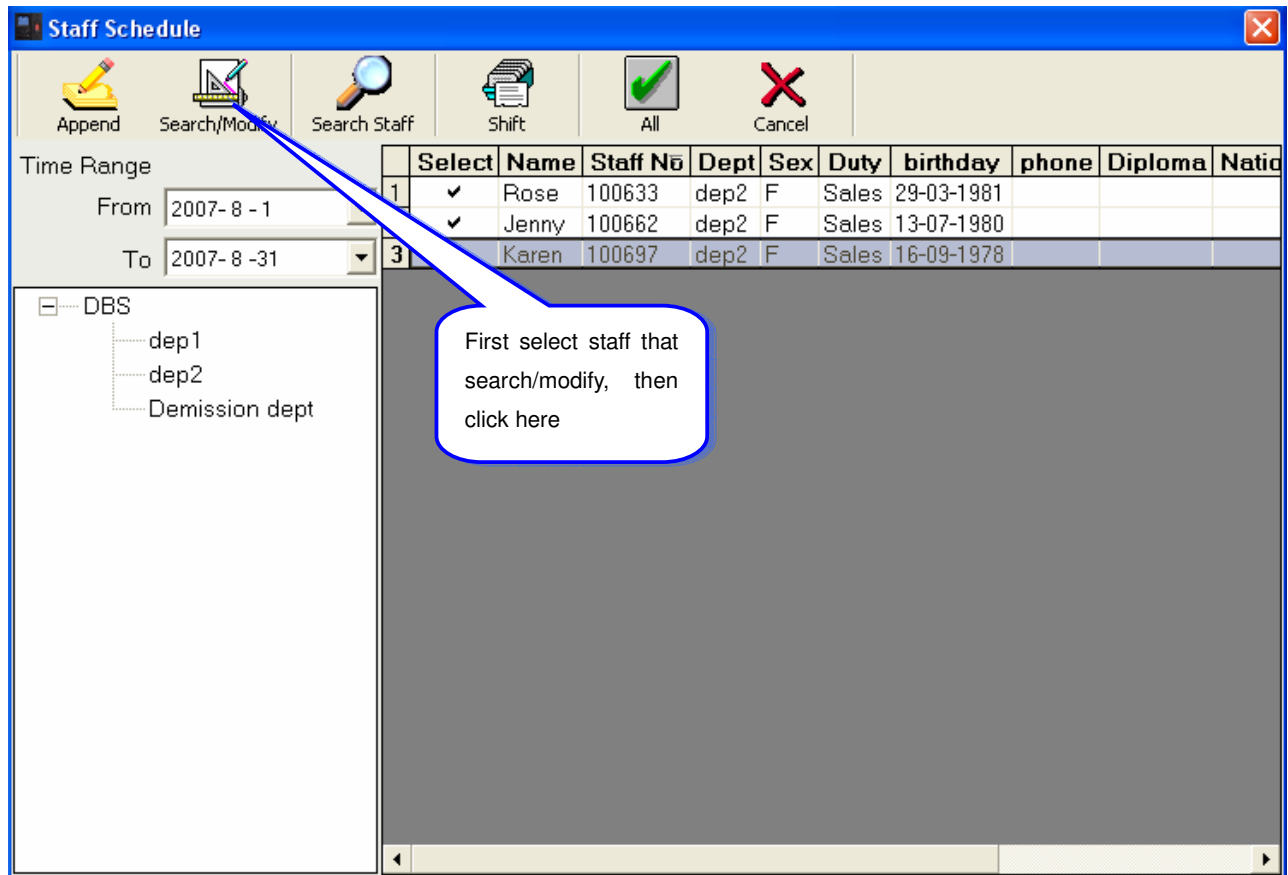 Staff Schedule
Append Search/Modify Search Staff Shift All Cancel
Time Range
From 2007- 8 - 1
To 2007- 8 -31
DBS
dep1
dep2
Demission dept
Select Name Staff No Dept Sex Duty birthday phone Diploma Natio
1 ✔ Rose 100633 dep2 F Sales 29-03-1981
✔ Jenny 100662 dep2 F Sales 13-07-1980
3 Karen 100697 dep2 F Sales 16-09-1978
First select staff that
search/modify, then
click here